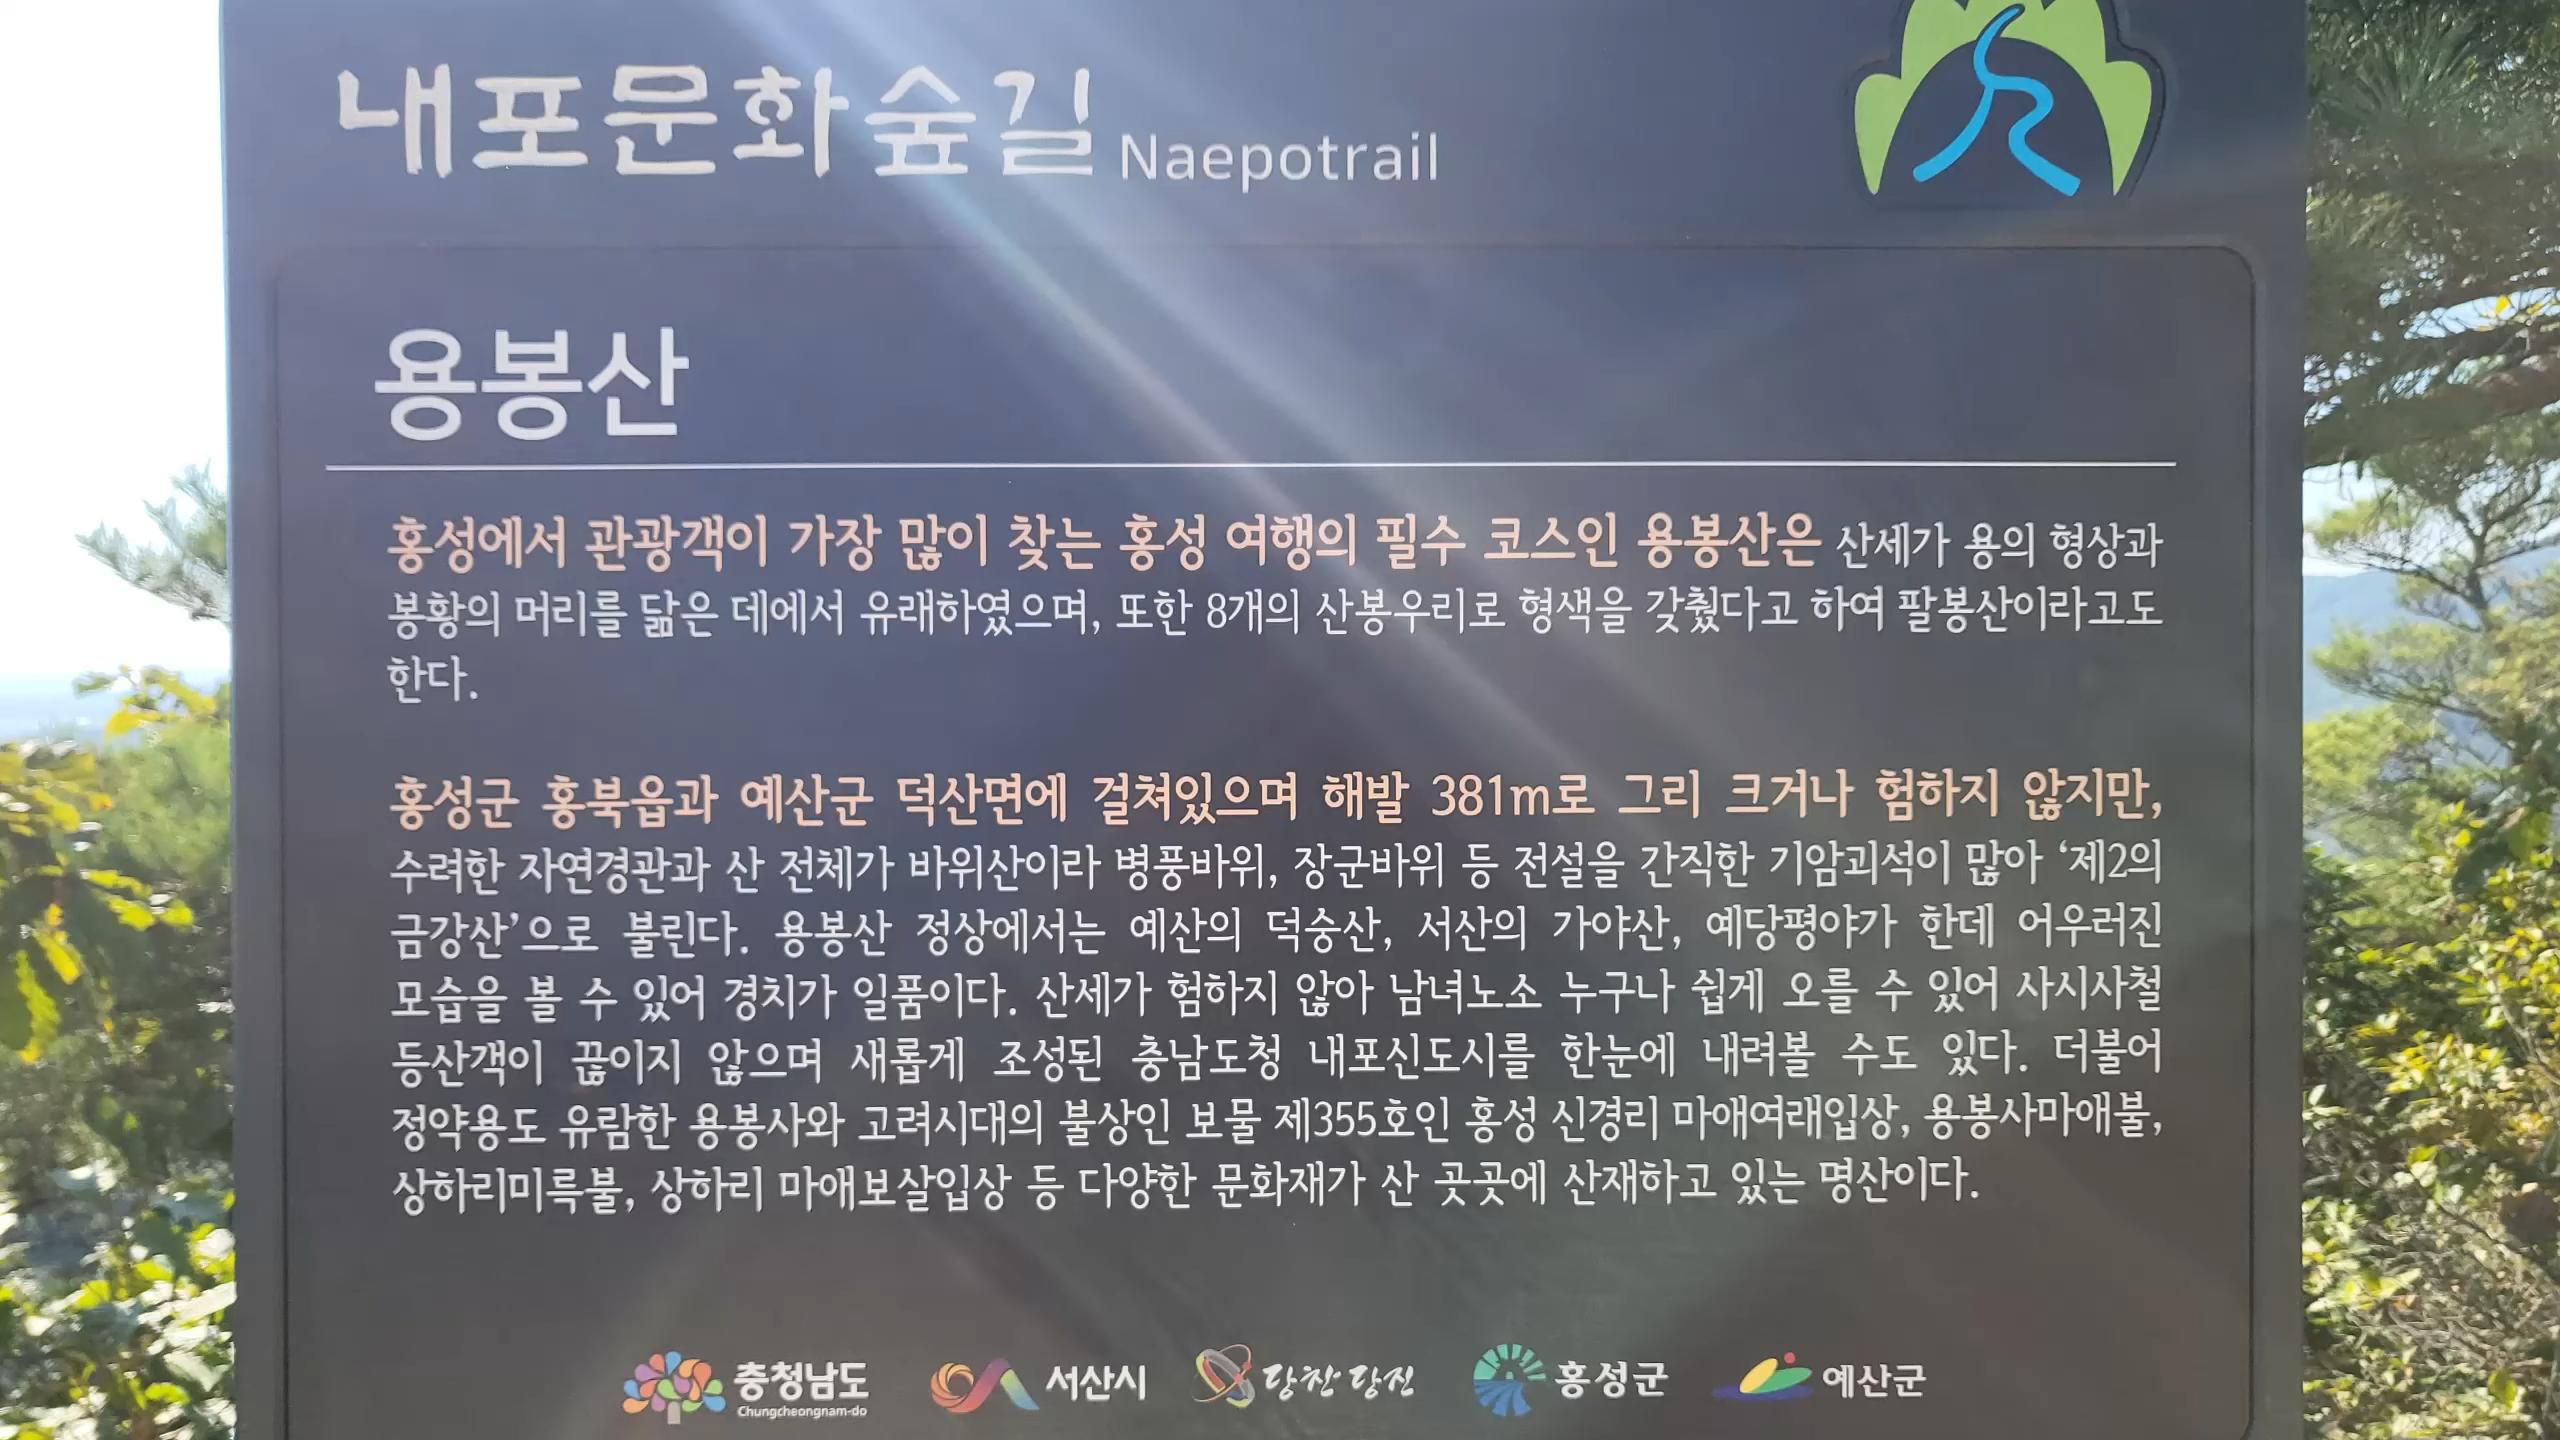 내포문화숲길 Naepotrail
용봉산
홍성에서 관광객이 가장 많이 찾는 홍성 여행의 필수 코스인 용봉산은 산세가 용의 형상과
봉황의 머리를 닮은 데에서 유래하였으며, 또한 8개의 산봉우리로 형색을 갖췄다고 하여 팔봉산이라고도
한다.
홍성군 홍북읍과 예산군 덕산면에 걸쳐있으며 해발 381m로 그리 크거나 험하지 않지만,
수려한 자연경관과 산 전체가 바위산이라 병풍바위, 장군바위 등 전설을 간직한 기암괴석이 많아 ‘제2의
금강산’으로 불린다. 용봉산 정상에서는 예산의 덕숭산, 서산의 가야산, 예당평야가 한데 어우러진
모습을 볼 수 있어 경치가 일품이다. 산세가 험하지 않아 남녀노소 누구나 쉽게 오를 수 있어 사시사철
등산객이 끊이지 않으며 새롭게 조성된 충남도청 내포신도시를 한눈에 내려볼 수도 있다. 더불어
정약용도 유람한 용봉사와 고려시대의 불상인 보물 제355호인 홍성 신경리 마애여래입상, 용봉사마애불,
상하리미륵불, 상하리 마애보살입상 등 다양한 문화재가 산 곳곳에 산재하고 있는 명산이다.
충청남도 서산시 당찬 당진 홍성군 예산군
Chungcheongnam-do